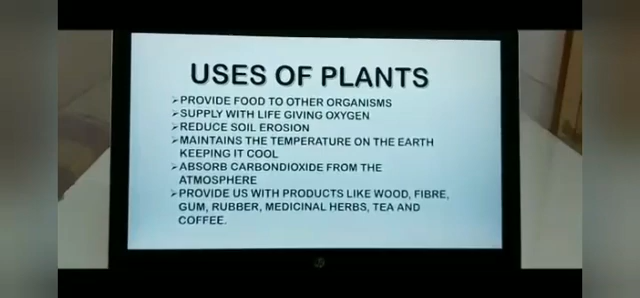 USES OF PLANTS
➢PROVIDE FOOD TO OTHER ORGANISMS
➢SUPPLY WITH LIFE GIVING OXYGEN
➢REDUCE SOIL EROSION
➢MAINTAINS THE TEMPERATURE ON THE EARTH
KEEPING IT COOL
➢ABSORB CARBONDIOXIDE FROM THE
ATMOSPHERE
➢PROVIDE US WITH PRODUCTS LIKE WOOD, FIBRE,
GUM, RUBBER, MEDICINAL HERBS, TEA AND
COFFEE.
hp